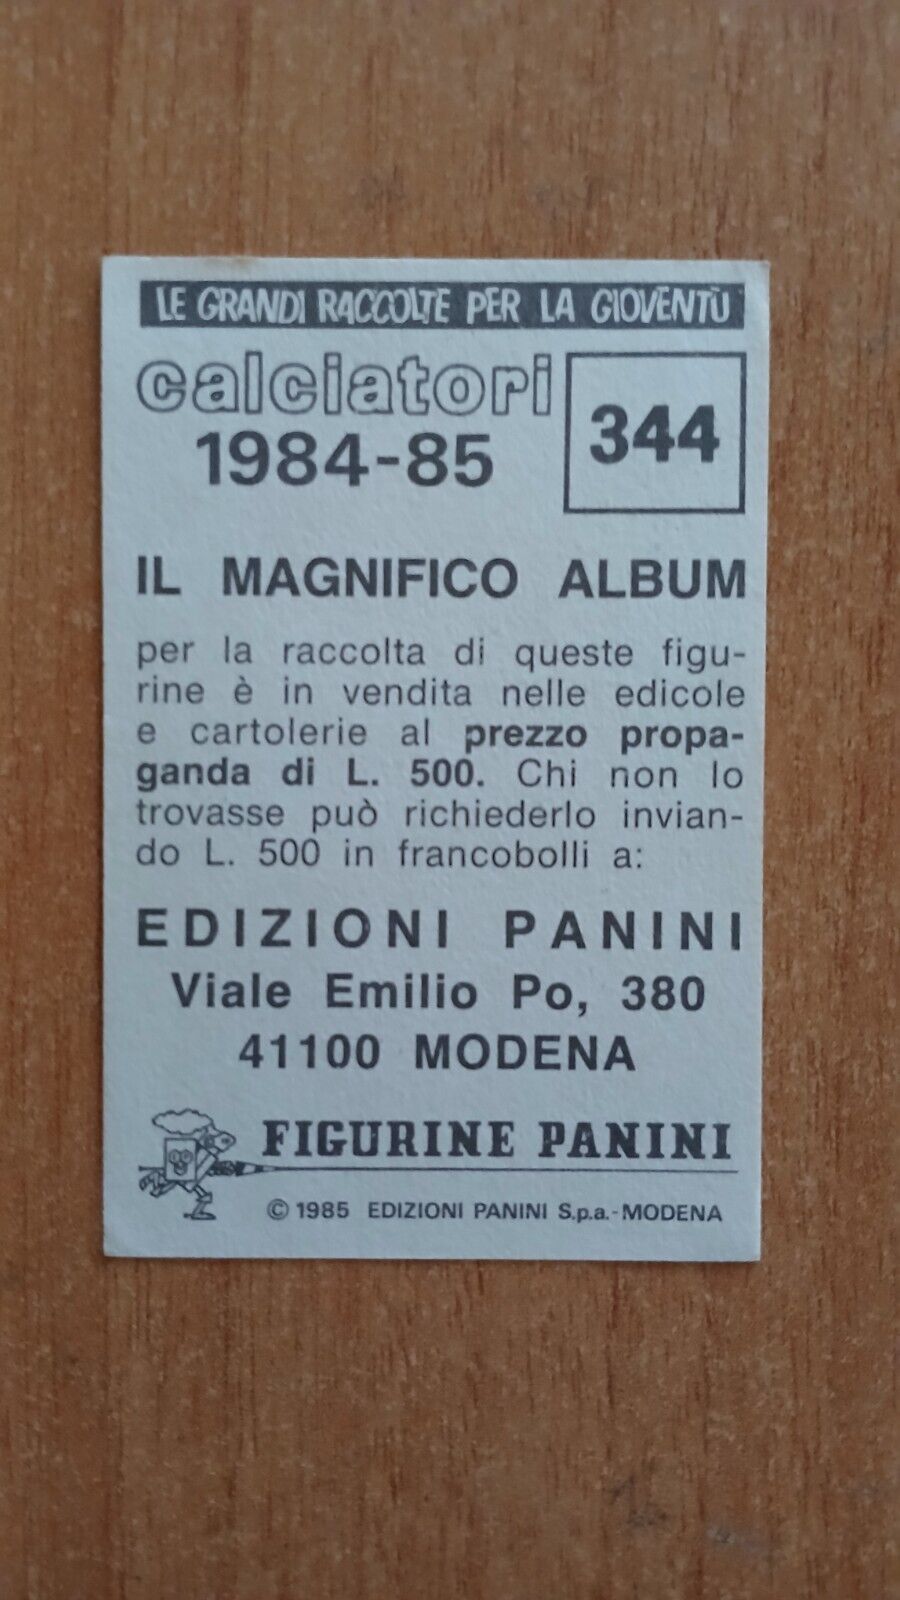 LE GRANDI RACCOLTE PER LA GIOVENTÙ
calciatori
1984-85
344
IL MAGNIFICO ALBUM
per la raccolta di queste figu-
rine è in vendita nelle edicole
e cartolerie al prezzo propa-
ganda di L. 500. Chi non lo
trovasse può richiederlo invian-
do L. 500 in francobolli a:
EDIZIONI PANINI
Viale Emilio Po, 380
41100 MODENA
FIGURINE PANINI
© 1985 EDIZIONI PANINI S.p.a.-MODENA